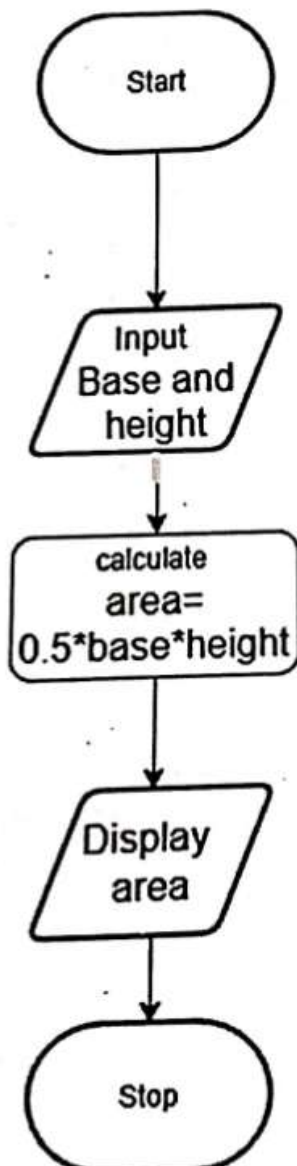 Start
Input
Base and
height
calculate
area=
0.5*base*height
Display
area
Stop